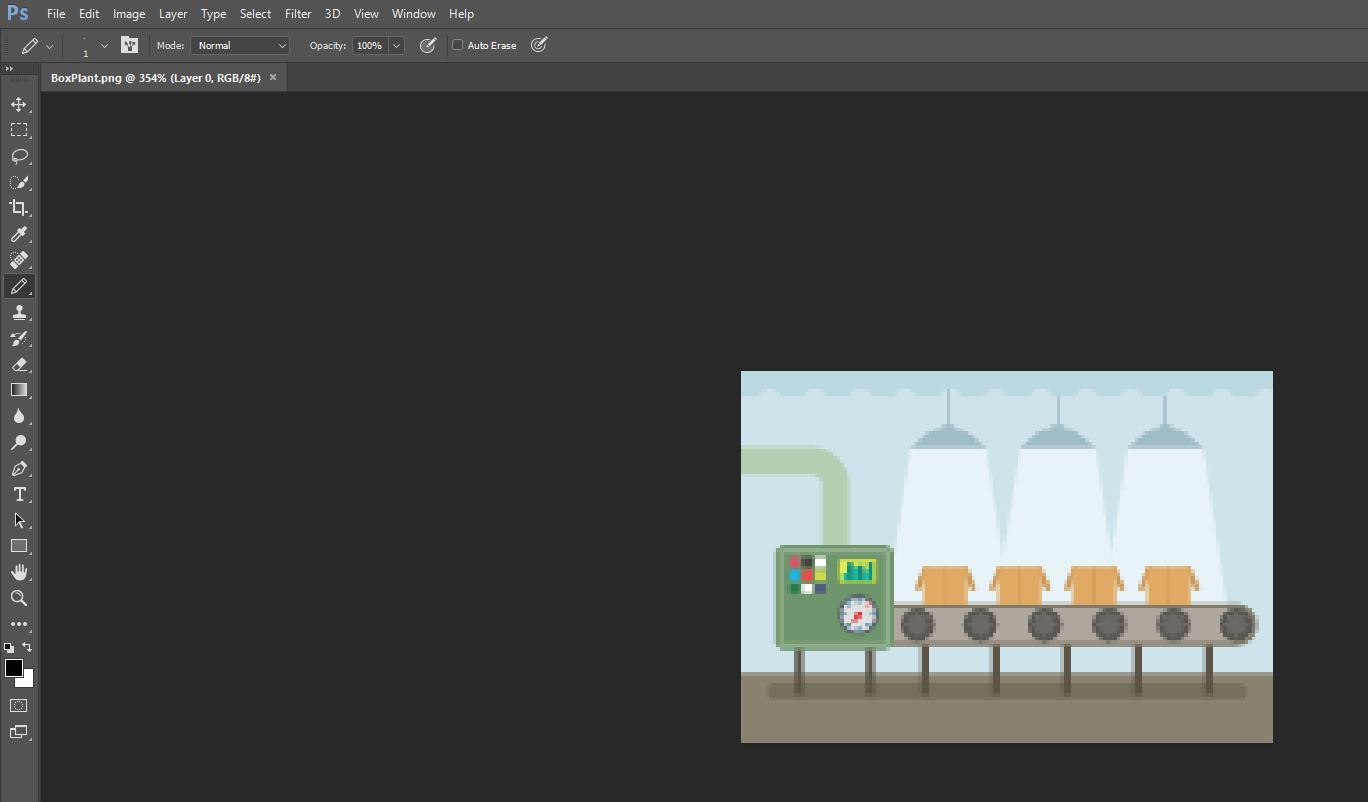 Ps File Edit Image Layer Type Select Filter 3D View Window Help
1 Mode: Normal Opacity: 100% Auto Erase
BoxPlant.png @ 354% (Layer 0, RGB/8#) ×
T